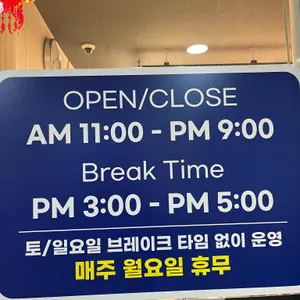 OPEN/CLOSE
AM 11:00 - PM 9:00
Break Time
PM 3:00 - PM 5:00
토/일요일 브레이크 타임 없이 운영
매주 월요일 휴무